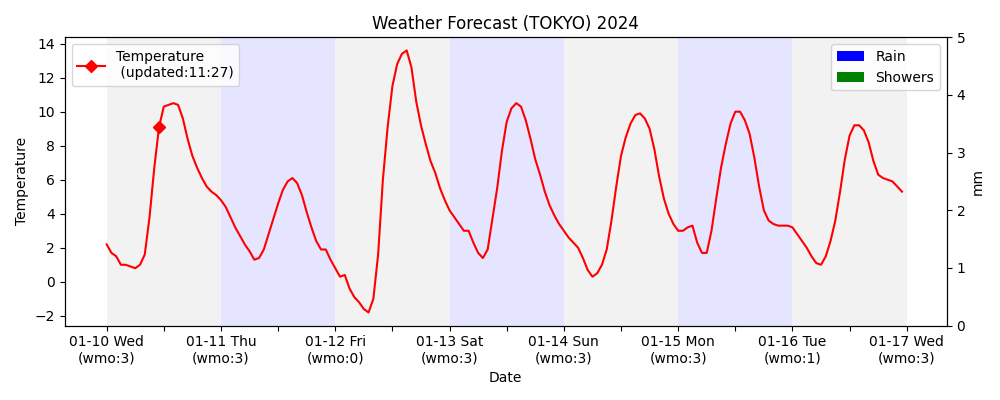 Weather Forecast (TOKYO) 2024
Temperature
(updated:11:27)
Rain
Showers
Temperature
14
12
10
8
6
4
2
0
−2
5
4
3
2
1
0
mm
01-10 Wed
(wmo:3)
01-11 Thu
(wmo:3)
01-12 Fri
(wmo:0)
01-13 Sat
(wmo:3)
01-14 Sun
(wmo:3)
01-15 Mon
(wmo:3)
01-16 Tue
(wmo:1)
01-17 Wed
(wmo:3)
Date